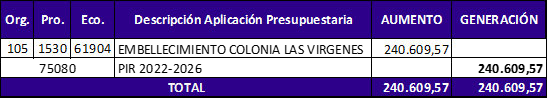 Org. Pro. Eco. Descripción Aplicación Presupuestaria AUMENTO GENERACIÓN
105 1530 61904 EMBELLECIMIENTO COLONIA LAS VIRGENES 240.609,57
75080 PIR 2022-2026 240.609,57
TOTAL 240.609,57 240.609,57